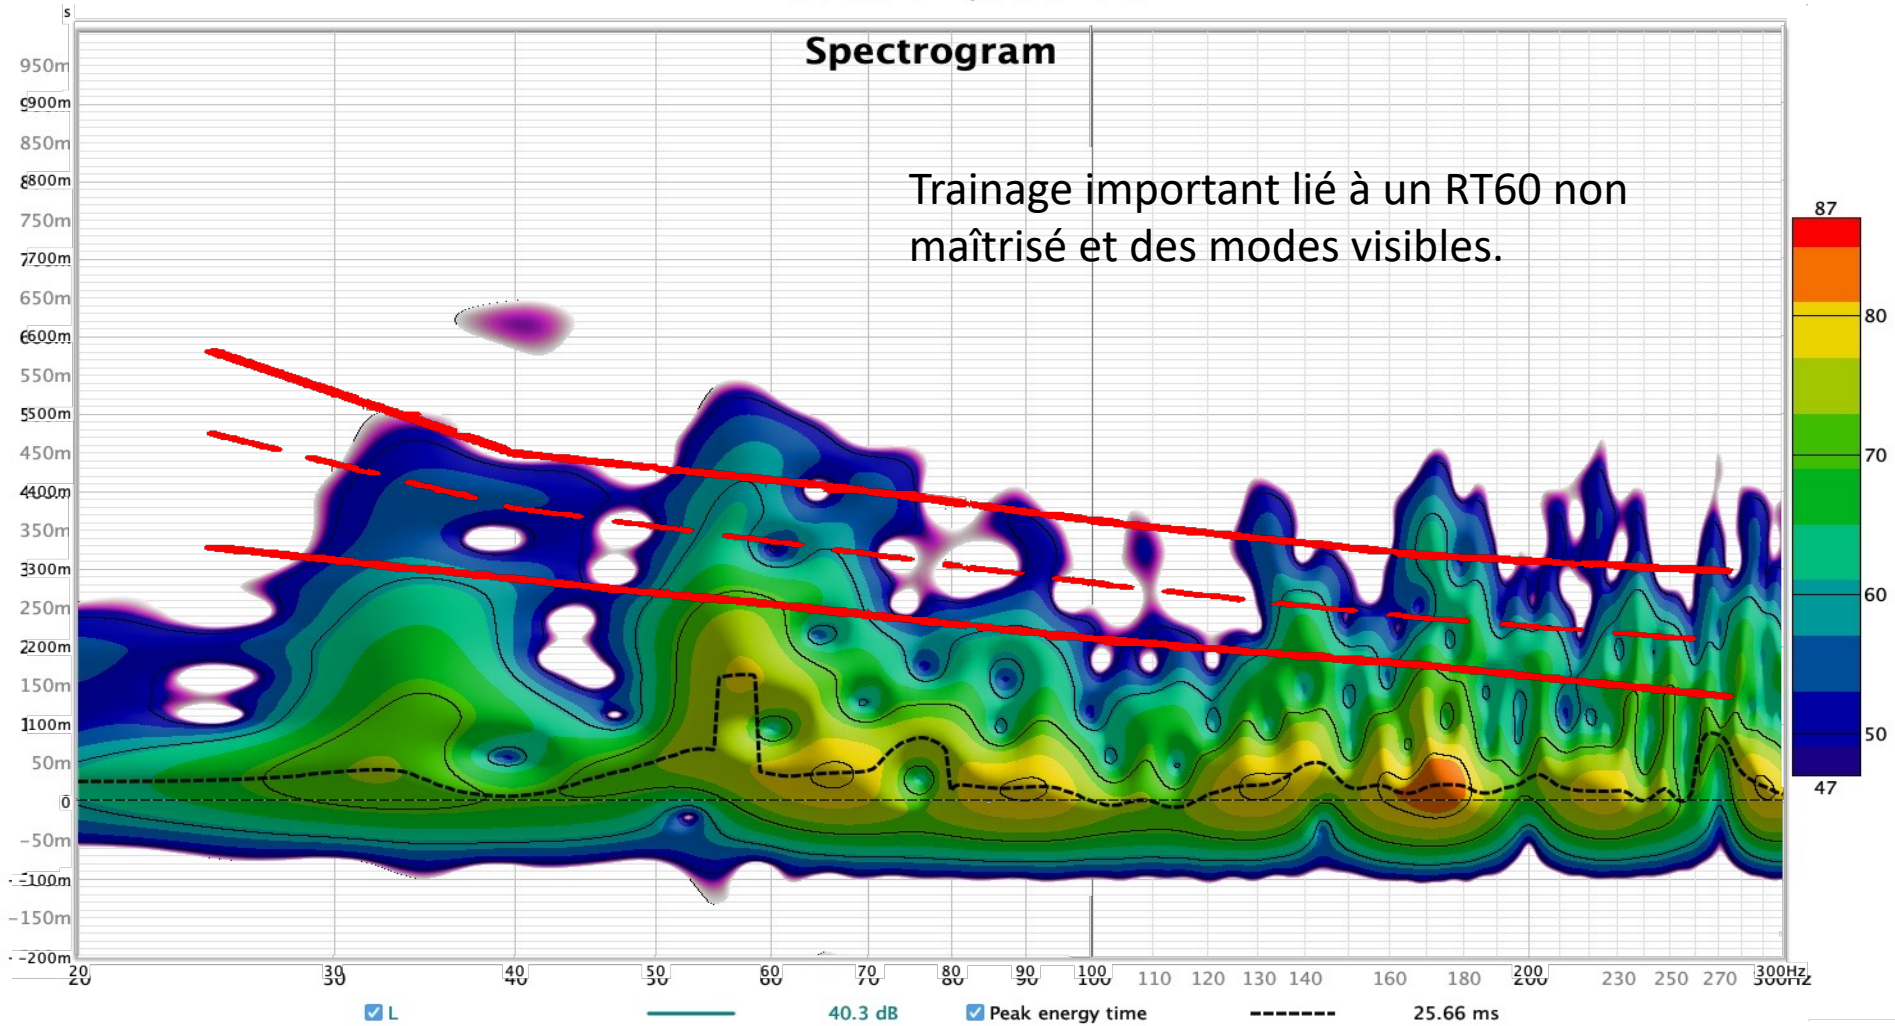 s
Spectrogram
950m
900m
850m
800m
750m
700m
650m
600m
550m
500m
450m
400m
350m
300m
250m
200m
150m
100m
50m
0
-50m
-100m
-150m
-200m
Trainage important lié à un RT60 non
maîtrisé et des modes visibles.
87
80
70
60
50
47
20 30 40 50 60 70 80 90 100 110 120 130 140 160 180 200 230 250 270 300Hz
L 40.3 dB Peak energy time 25.66 ms